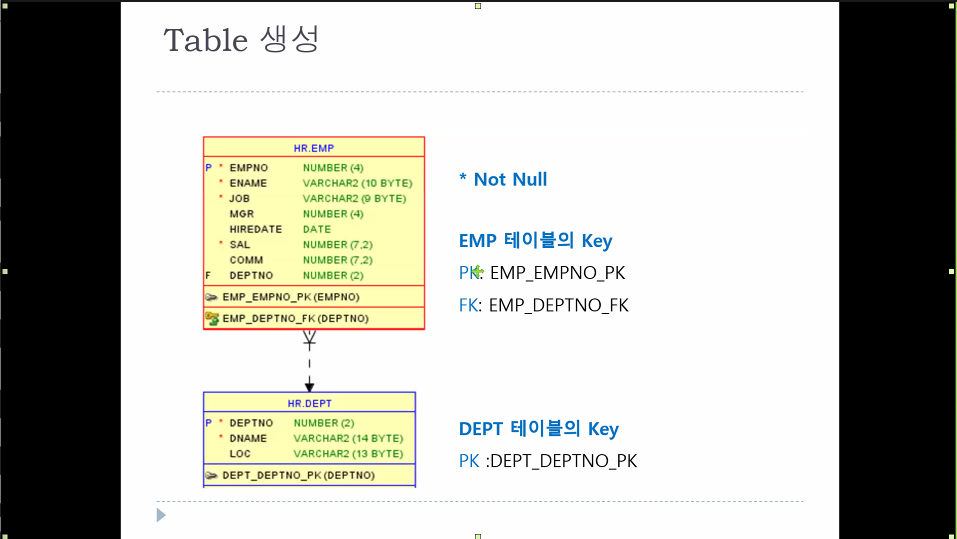 Table 생성
HR.EMP
P * EMPNO NUMBER (4)
* ENAME VARCHAR2 (10 BYTE)
* JOB VARCHAR2 (9 BYTE)
MGR NUMBER (4)
HIREDATE DATE
* SAL NUMBER (7,2)
COMM NUMBER (7,2)
F DEPTNO NUMBER (2)
EMP_EMPNO_PK (EMPNO)
EMP_DEPTNO_FK (DEPTNO)
* Not Null
EMP 테이블의 Key
PK: EMP_EMPNO_PK
FK: EMP_DEPTNO_FK
HR.DEPT
P * DEPTNO NUMBER (2)
* DNAME VARCHAR2 (14 BYTE)
LOC VARCHAR2 (13 BYTE)
DEPT_DEPTNO_PK (DEPTNO)
DEPT 테이블의 Key
PK :DEPT_DEPTNO_PK